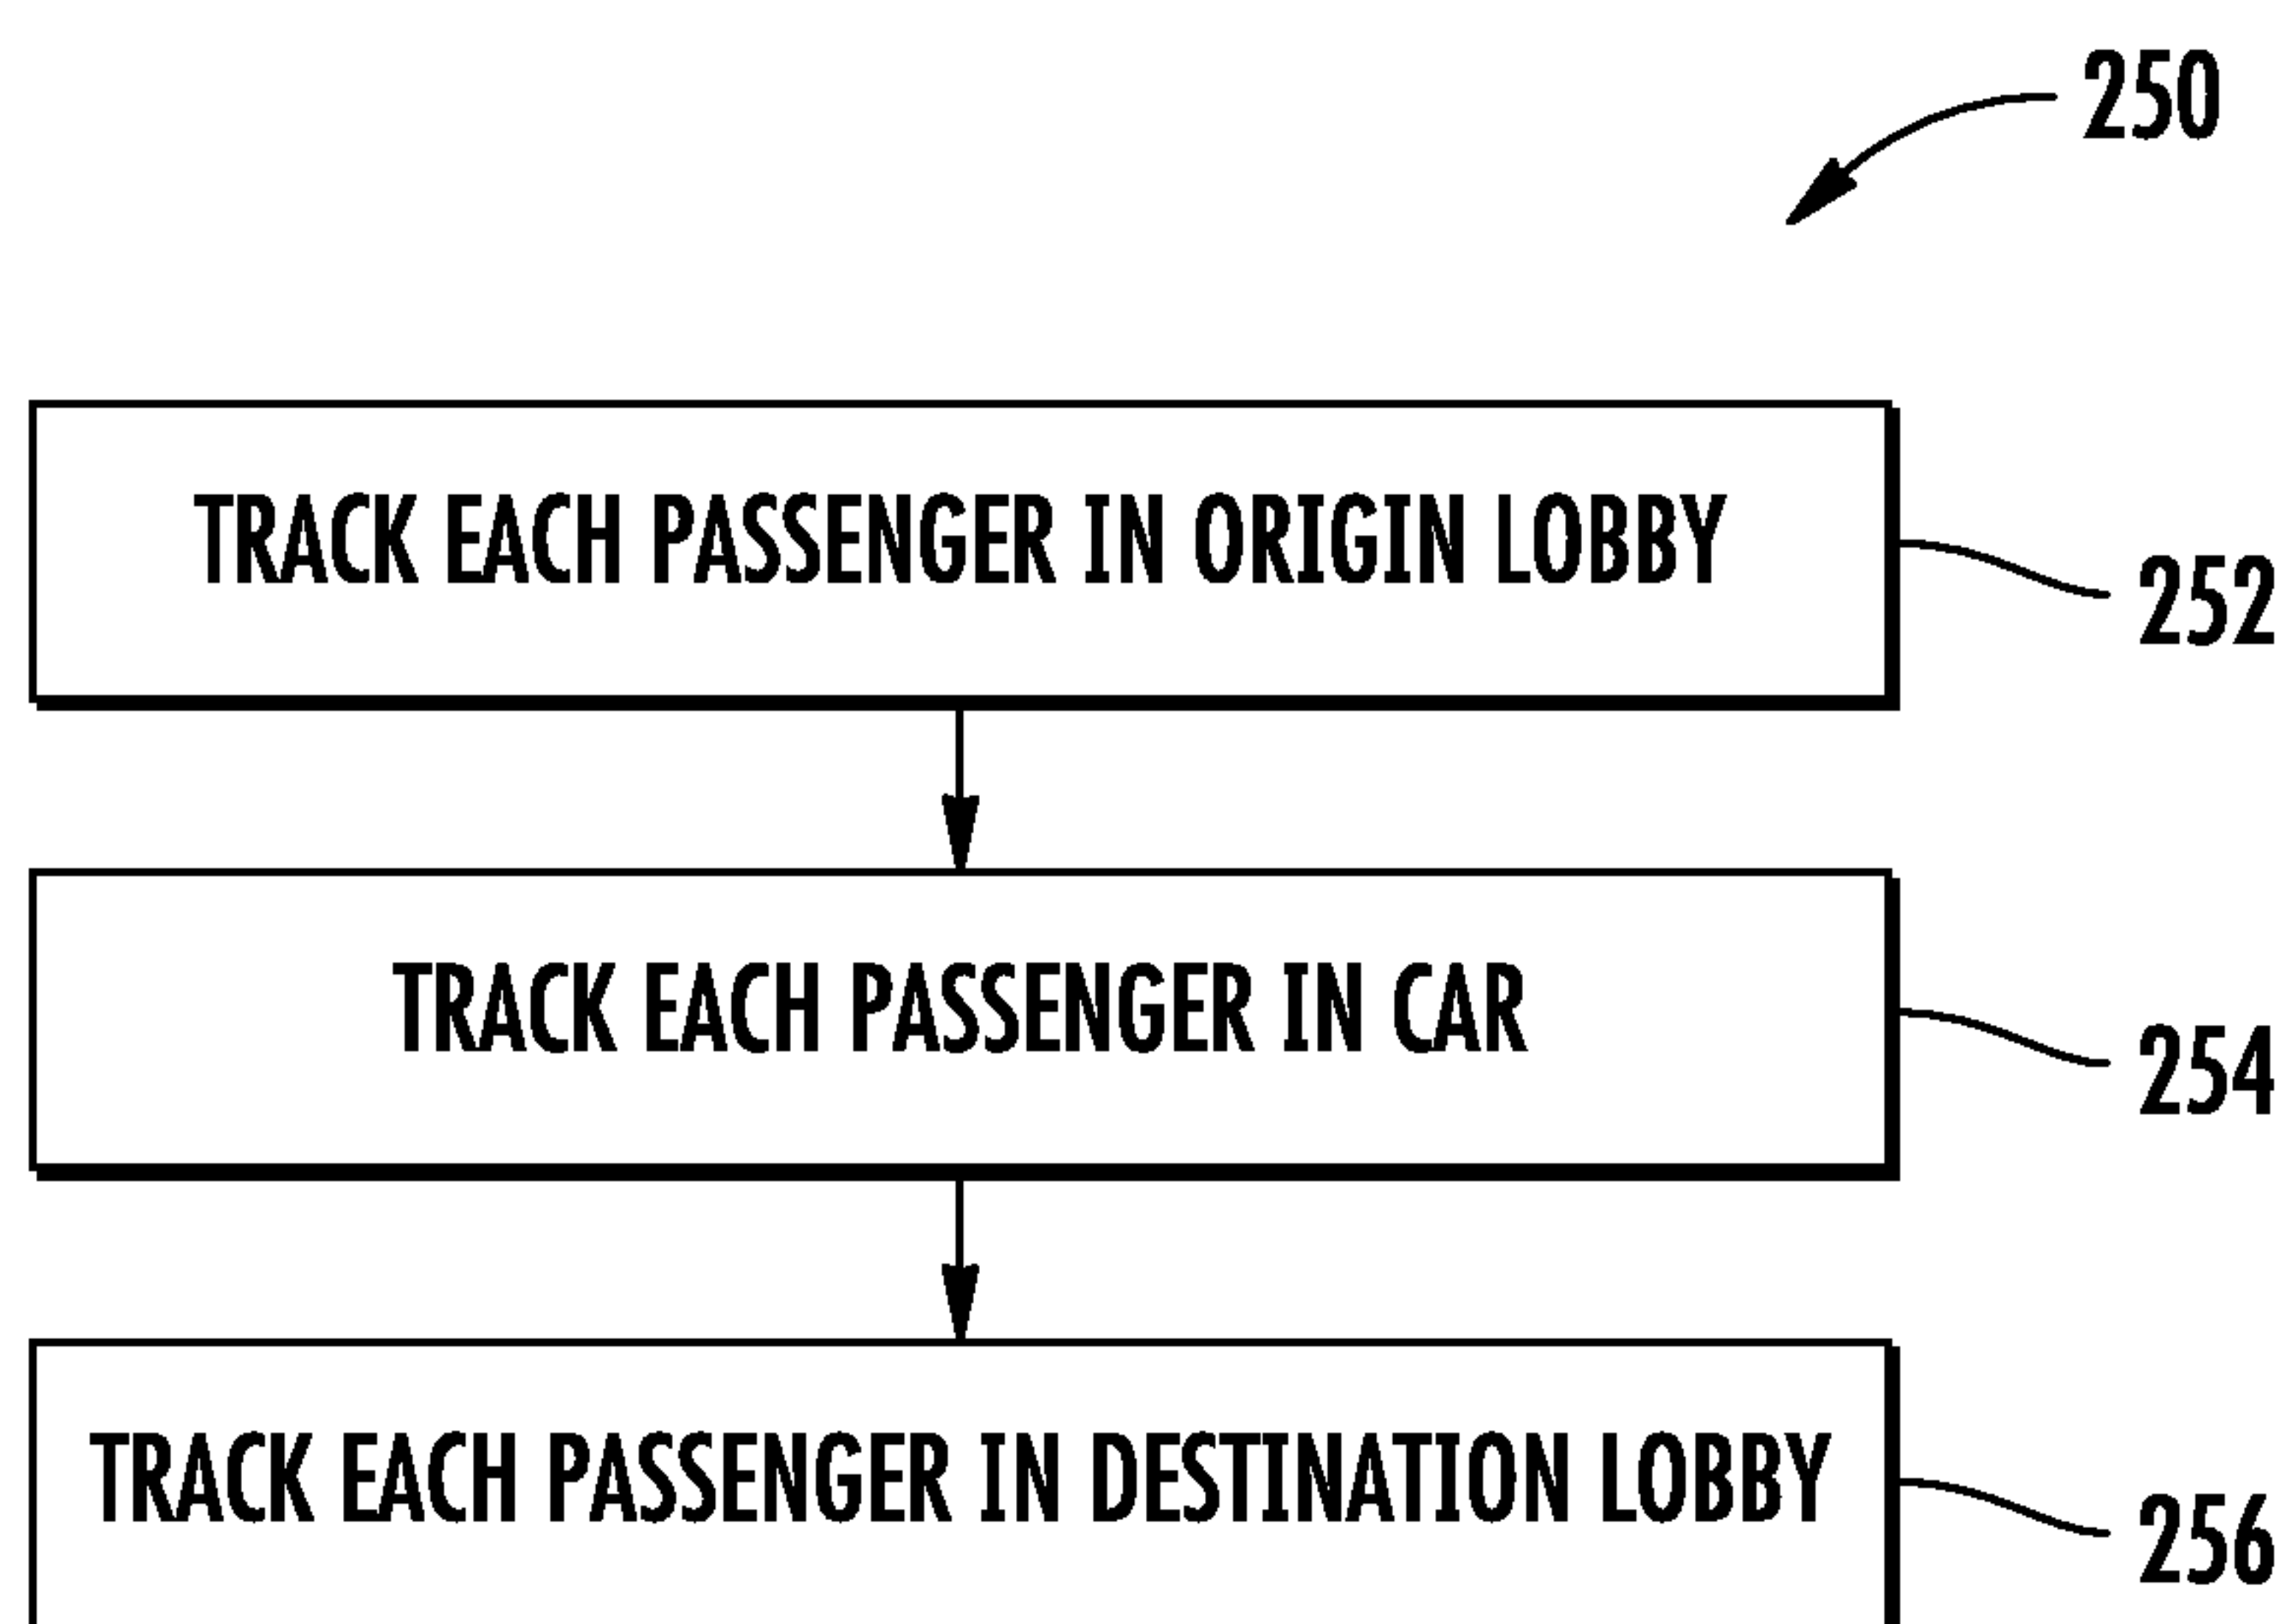 250
TRACK EACH PASSENGER IN ORIGIN LOBBY
252
TRACK EACH PASSENGER IN CAR
254
TRACK EACH PASSENGER IN DESTINATION LOBBY
256